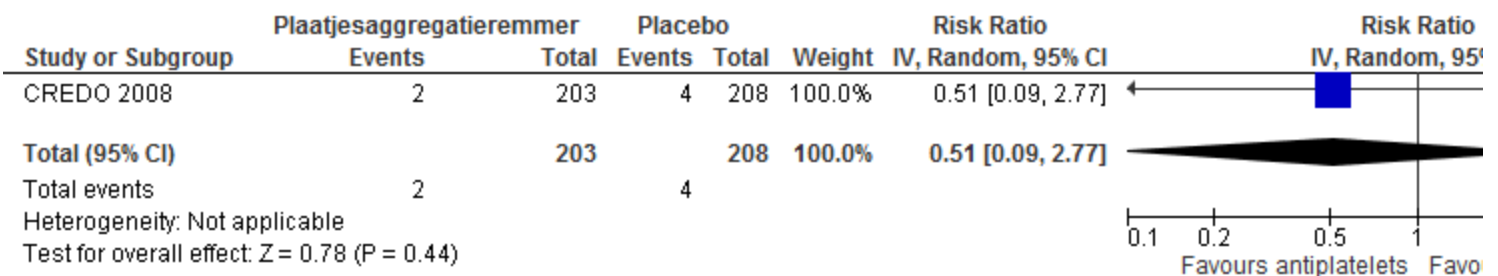 Plaatjesaggregatieremmer Placebo Risk Ratio Risk Ratio
Study or Subgroup Events Total Events Total Weight IV, Random, 95% CI IV, Random, 95%
CREDO 2008 2 203 4 208 100.0% 0.51 [0.09, 2.77]
Total (95% CI) 203 208 100.0% 0.51 [0.09, 2.77]
Total events 2 4
Heterogeneity: Not applicable
Test for overall effect: Z = 0.78 (P = 0.44)
0.1 0.2 0.5 1
Favours antiplatelets Favou